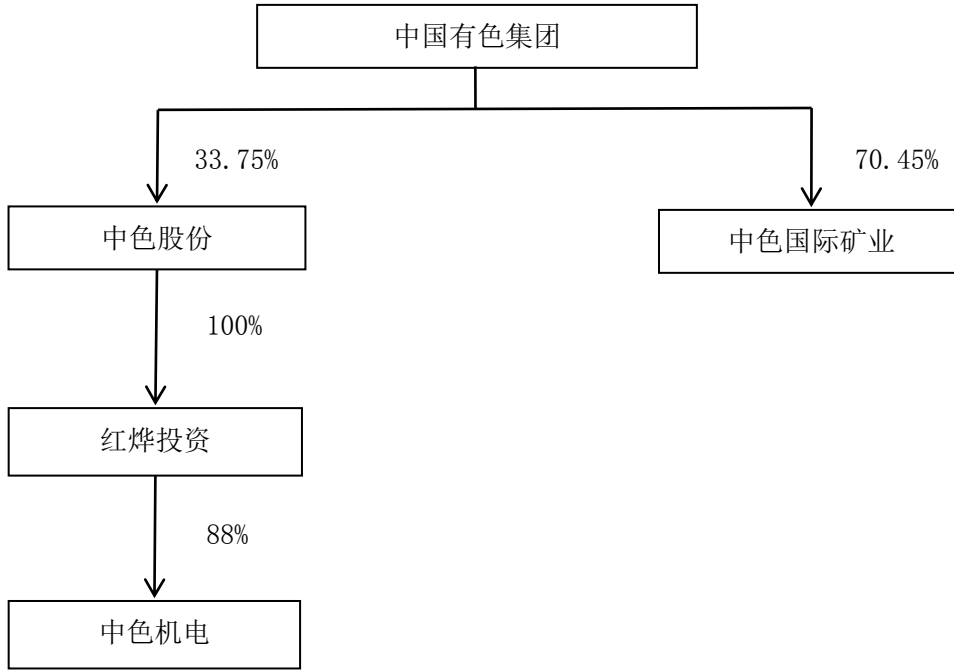 中国有色集团
33.75%
70.45%
中色股份
中色国际矿业
100%
红烨投资
88%
中色机电